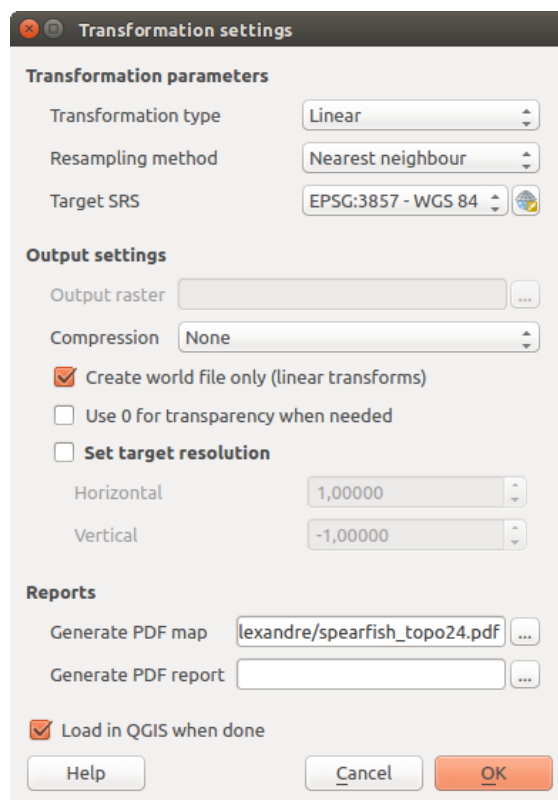 Transformation settings
Transformation parameters
Transformation type Linear
Resampling method Nearest neighbour
Target SRS EPSG:3857 - WGS 84
Output settings
Output raster ...
Compression None
Create world file only (linear transforms)
Use 0 for transparency when needed
Set target resolution
Horizontal 1,00000
Vertical -1,00000
Reports
Generate PDF map lexandre/spearfish_topo24.pdf ...
Generate PDF report ...
Load in QGIS when done
Help Cancel OK